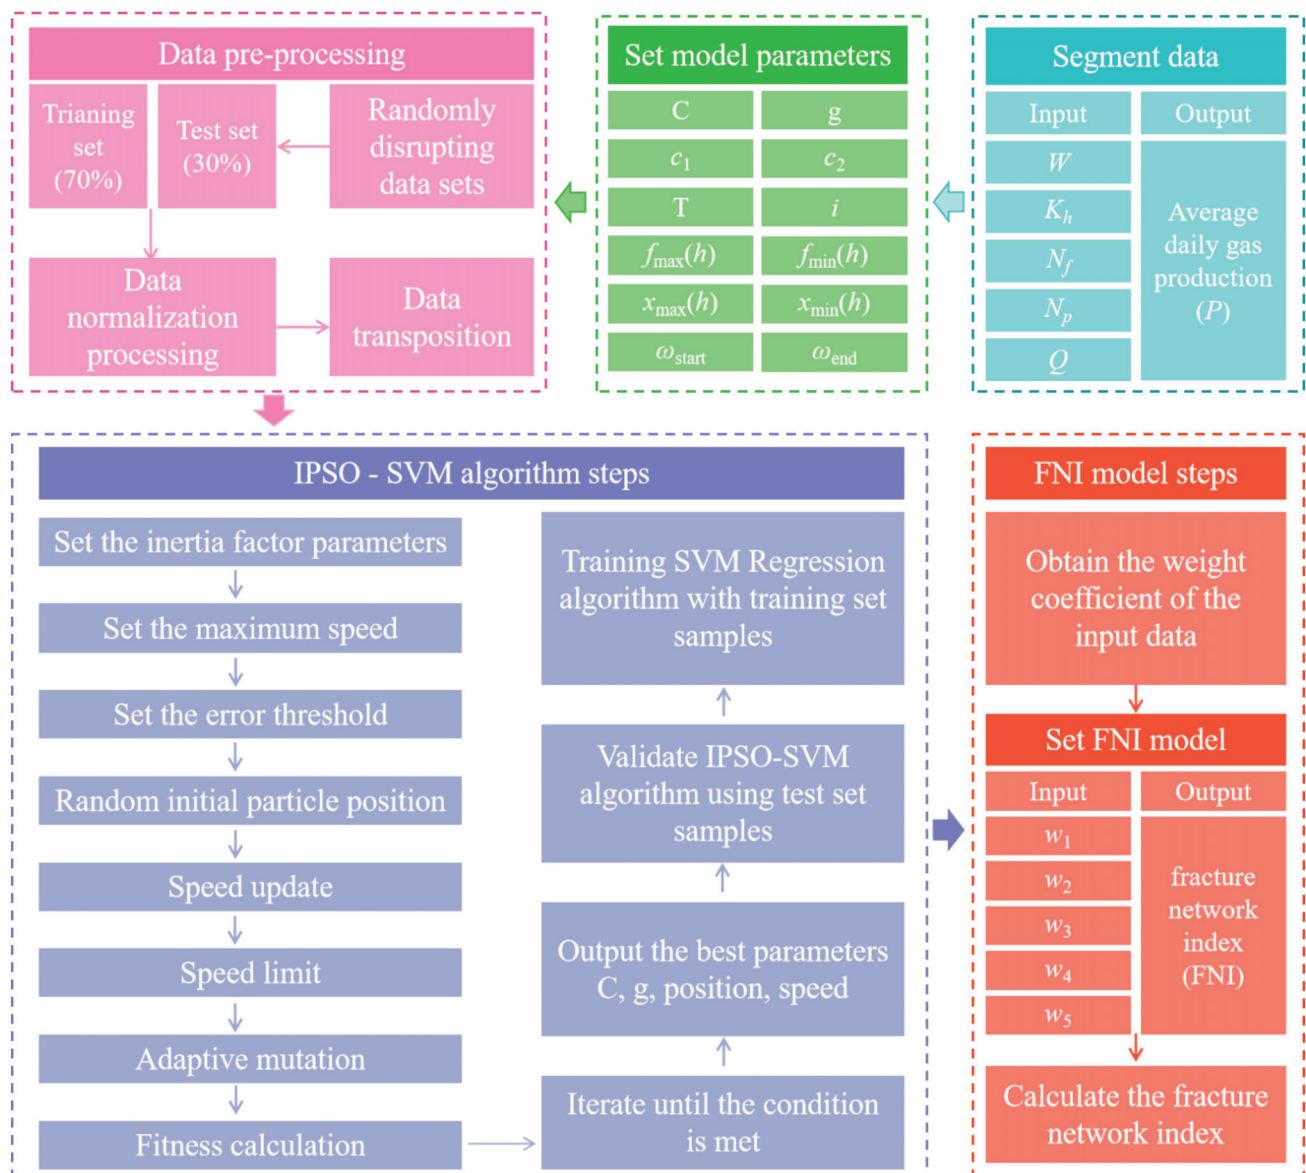 Data pre-processing
Trianing
set
(70%)
Test set
(30%)
Randomly
disrupting
data sets
Data
normalization
processing
Data
transposition
Set model parameters
C
g
c1
c2
T
i
fmax(h)
fmin(h)
xmax(h)
xmin(h)
ωstart
ωend
Segment data
Input
Output
W
Kh
Nf
Np
Q
Average
daily gas
production
(P)
IPSO - SVM algorithm steps
Set the inertia factor parameters
Set the maximum speed
Set the error threshold
Random initial particle position
Speed update
Speed limit
Adaptive mutation
Fitness calculation
Training SVM Regression
algorithm with training set
samples
Validate IPSO-SVM
algorithm using test set
samples
Output the best parameters
C, g, position, speed
Iterate until the condition
is met
FNI model steps
Obtain the weight
coefficient of the
input data
Set FNI model
Input
Output
w1
w2
w3
w4
w5
fracture
network
index
(FNI)
Calculate the fracture
network index